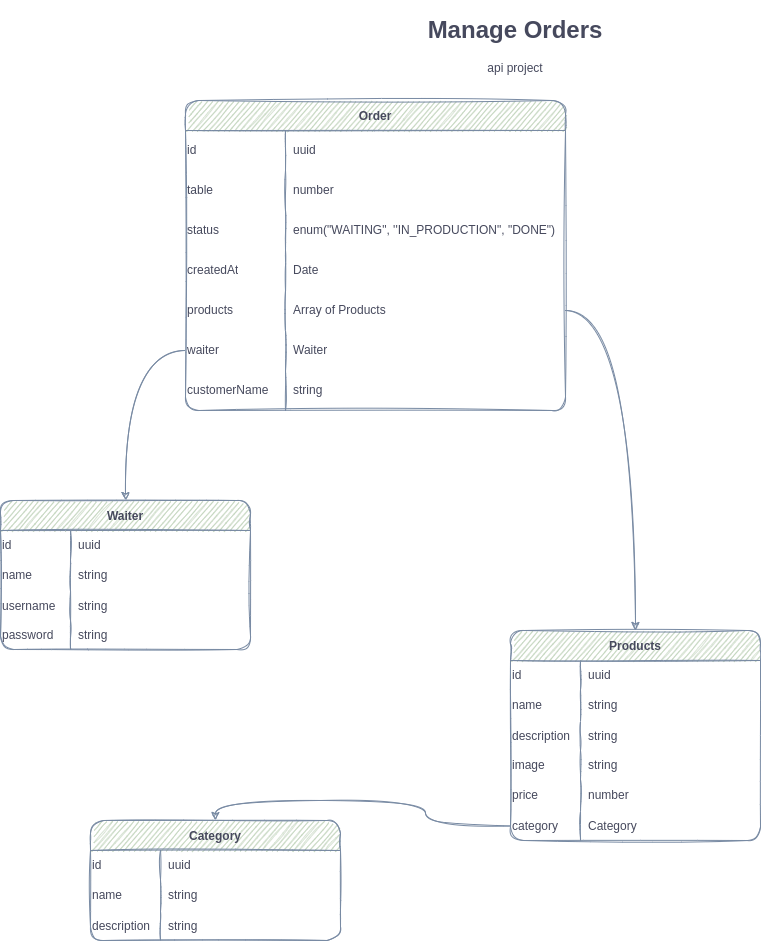 Manage Orders
api project
Order
id uuid
table number
status enum("WAITING", "IN_PRODUCTION", "DONE")
createdAt Date
products Array of Products
waiter Waiter
customerName string
Waiter
id uuid
name string
username string
password string
Products
id uuid
name string
description string
image string
price number
category Category
Category
id uuid
name string
description string